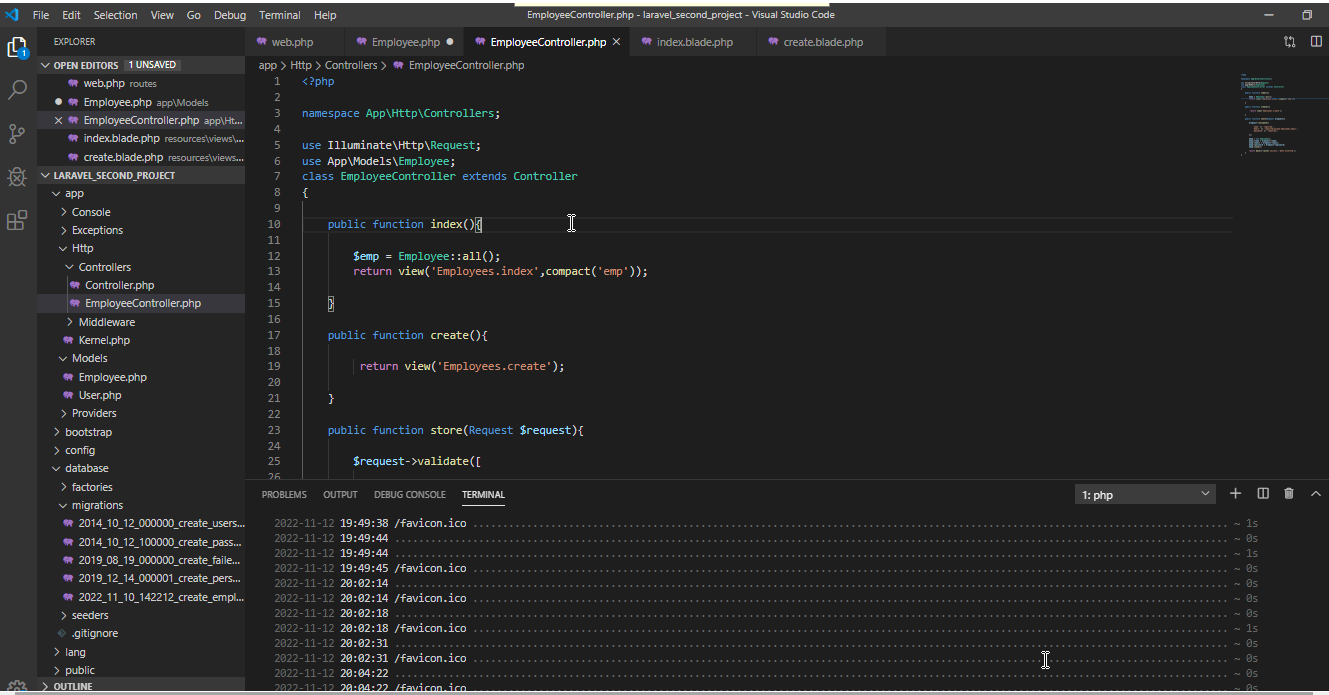 File Edit Selection View Go Debug Terminal Help EmployeeController.php - laravel_second_project - Visual Studio Code
EXPLORER
web.php Employee.php EmployeeController.php index.blade.php create.blade.php
OPEN EDITORS 1 UNSAVED
web.php routes
Employee.php app\Models
EmployeeController.php app\Ht...
index.blade.php resources\views\...
create.blade.php resources\views...
LARAVEL_SECOND_PROJECT
app
Console
Exceptions
Http
Controllers
Controller.php
EmployeeController.php
Middleware
Kernel.php
Models
Employee.php
User.php
Providers
bootstrap
config
database
factories
migrations
2014_10_12_000000_create_users...
2014_10_12_100000_create_pass...
2019_08_19_000000_create_faile...
2019_12_14_000001_create_pers...
2022_11_10_142212_create_empl...
seeders
.gitignore
lang
public
OUTLINE
1
app > Http > Controllers > EmployeeController.php
1 <?php
2
3 namespace App\Http\Controllers;
4
5 use Illuminate\Http\Request;
6 use App\Models\Employee;
7 class EmployeeController extends Controller
8 {
9
10 public function index(){
11
12 $emp = Employee::all();
13 return view('Employees.index',compact('emp'));
14
15 }
16
17 public function create(){
18
19 return view('Employees.create');
20
21 }
22
23 public function store(Request $request){
24
25 $request->validate([
26
PROBLEMS OUTPUT DEBUG CONSOLE TERMINAL 1: php
2022-11-12 19:49:38 /favicon.ico ........ ~ 1s
2022-11-12 19:49:44 ........ ~ 0s
2022-11-12 19:49:44 ........ ~ 1s
2022-11-12 19:49:45 /favicon.ico ........ ~ 0s
2022-11-12 20:02:14 ........ ~ 0s
2022-11-12 20:02:14 /favicon.ico ........ ~ 0s
2022-11-12 20:02:18 ........ ~ 0s
2022-11-12 20:02:18 /favicon.ico ........ ~ 1s
2022-11-12 20:02:31 ........ ~ 0s
2022-11-12 20:02:31 /favicon.ico ........ ~ 0s
2022-11-12 20:04:22 ........ ~ 0s
2022-11-12 20:04:22 /favicon.ico ........ ~ 0s